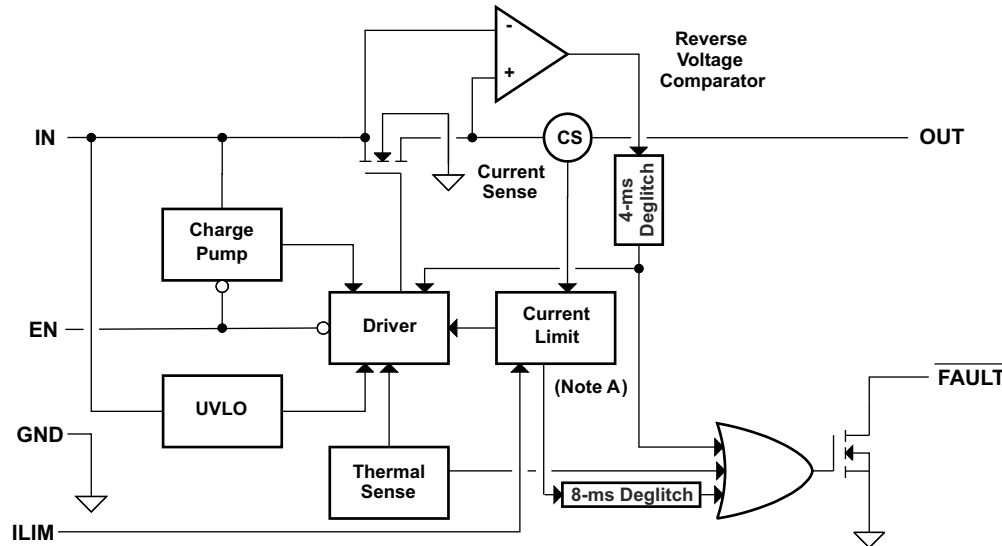 -
+
Reverse
Voltage
Comparator
IN
CS
OUT
Current
Sense
4-ms
Deglitch
Charge
Pump
EN
Driver
Current
Limit
(Note A)
FAULT
UVLO
GND
Thermal
Sense
8-ms Deglitch
ILIM